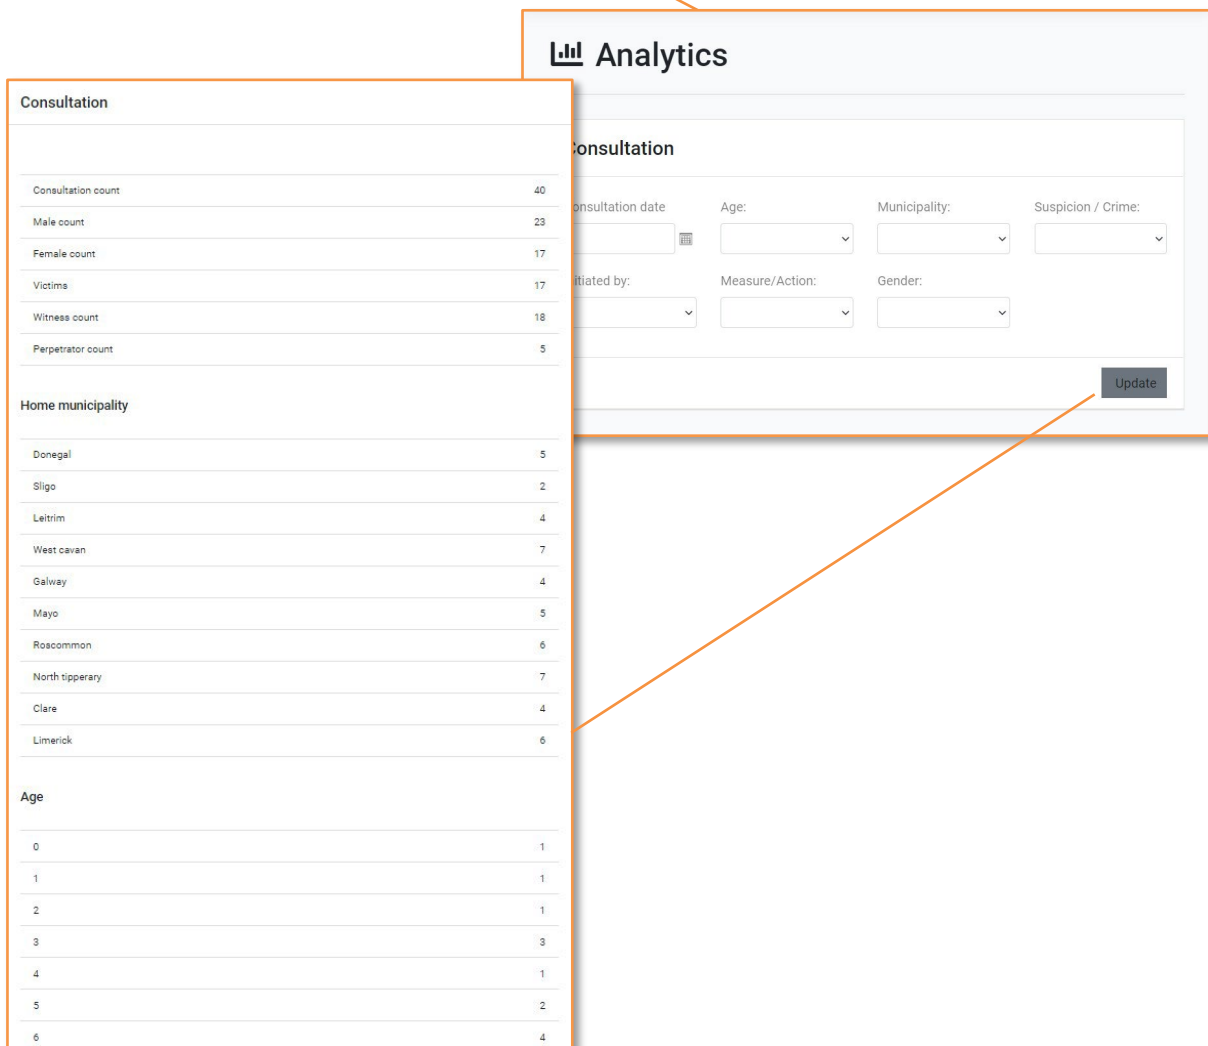 Analytics
Consultation
onsultation date
Age:
Municipality:
Suspicion / Crime:
itiated by:
Measure/Action:
Gender:
Update
Consultation
Consultation count 40
Male count 23
Female count 17
Victims 17
Witness count 18
Perpetrator count 5
Home municipality
Donegal 5
Sligo 2
Leitrim 4
West cavan 7
Galway 4
Mayo 5
Roscommon 6
North tipperary 7
Clare 4
Limerick 6
Age
0 1
1 1
2 1
3 3
4 1
5 2
6 4